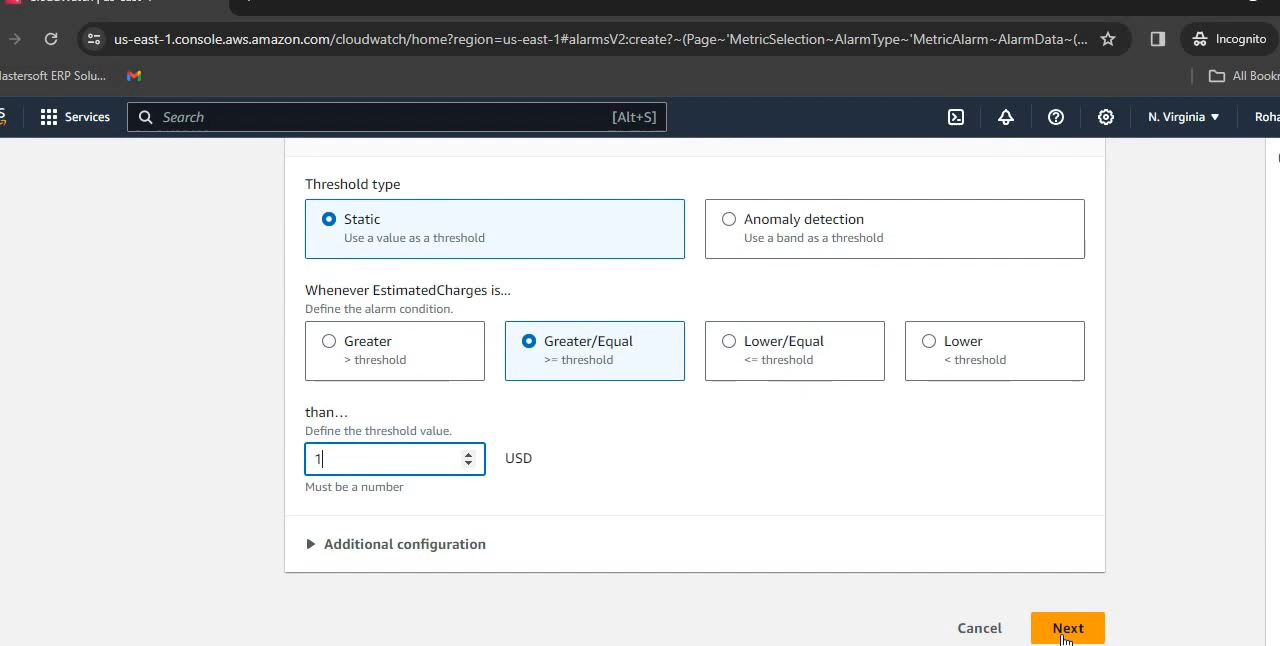 us-east-1.console.aws.amazon.com/cloudwatch/home?region=us-east-1#alarmsV2:create?~(Page~'MetricSelection~AlarmType~'MetricAlarm~AlarmData~(...
Incognito
astersoft ERP Solu...
All Bookr
Services
Search
[Alt+S]
N. Virginia ▼
Roha
Threshold type
Static
Use a value as a threshold
Anomaly detection
Use a band as a threshold
Whenever EstimatedCharges is...
Define the alarm condition.
Greater
> threshold
Greater/Equal
>= threshold
Lower/Equal
<= threshold
Lower
< threshold
than...
Define the threshold value.
1
USD
Must be a number
Additional configuration
Cancel
Next